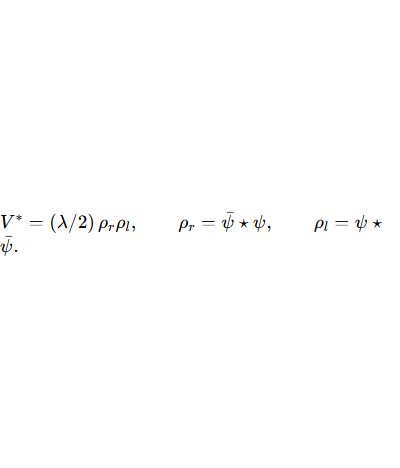 V* = (λ/2) ρ_r ρ_l,  ρ_r = ψ̄ ⋆ ψ,  ρ_l = ψ ⋆
ψ̄.